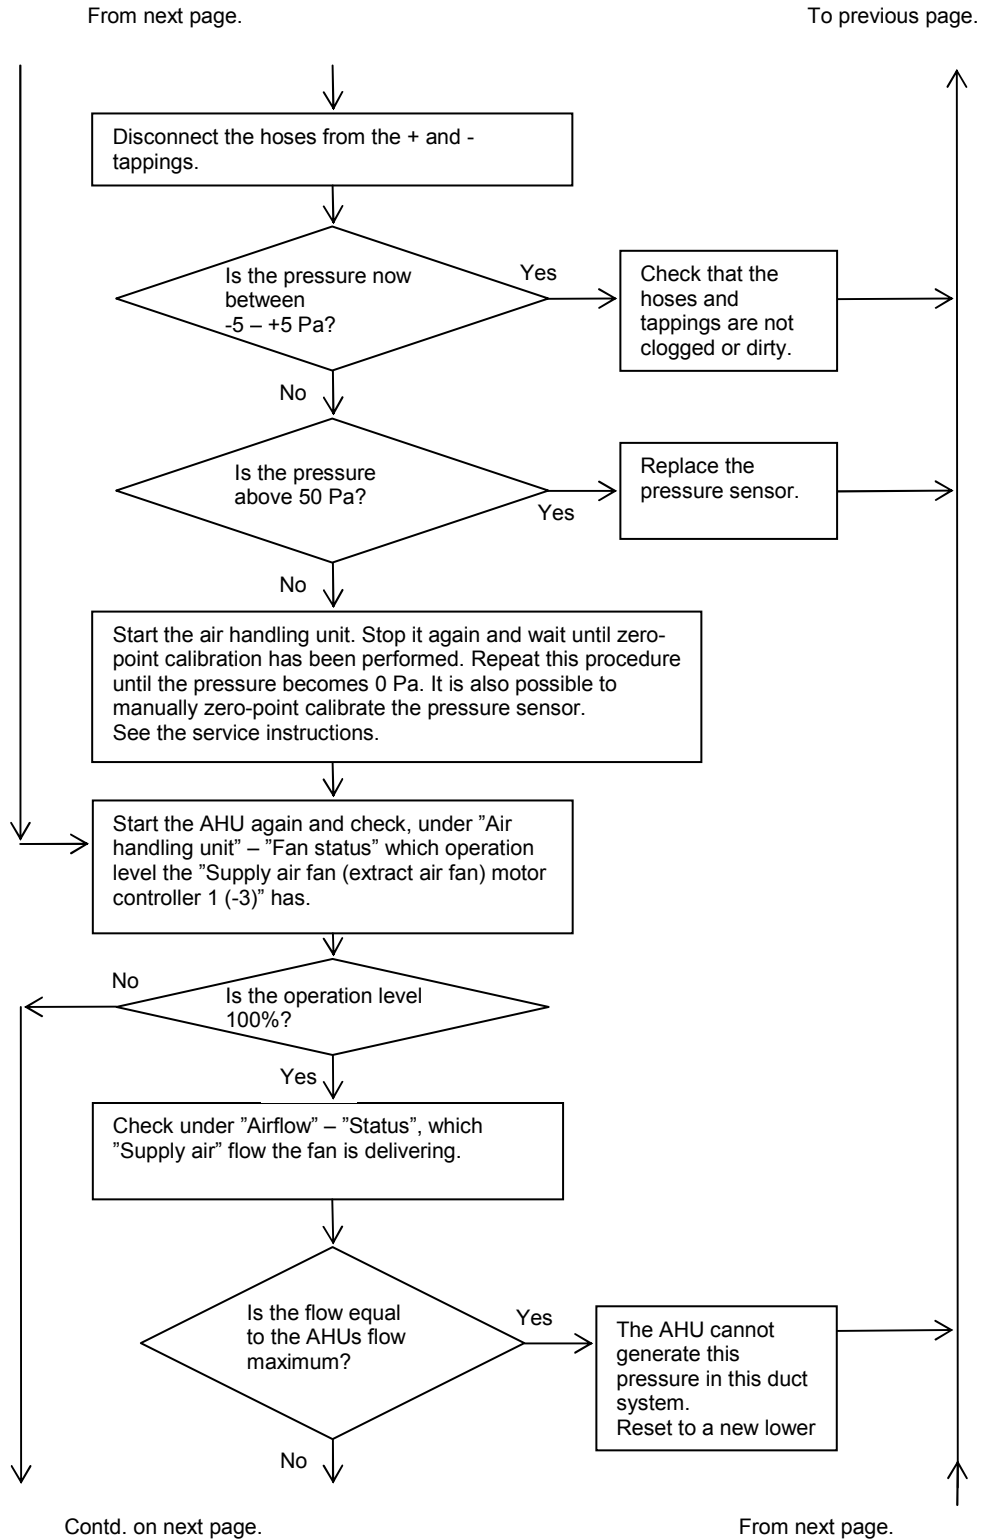 From next page.
To previous page.
Disconnect the hoses from the + and -
tappings.
Is the pressure now
between
-5 – +5 Pa?
Yes
Check that the
hoses and
tappings are not
clogged or dirty.
No
Is the pressure
above 50 Pa?
Yes
Replace the
pressure sensor.
No
Start the air handling unit. Stop it again and wait until zero-
point calibration has been performed. Repeat this procedure
until the pressure becomes 0 Pa. It is also possible to
manually zero-point calibrate the pressure sensor.
See the service instructions.
Start the AHU again and check, under ”Air
handling unit” – ”Fan status” which operation
level the ”Supply air fan (extract air fan) motor
controller 1 (-3)” has.
No
Is the operation level
100%?
Yes
Check under ”Airflow” – ”Status”, which
”Supply air” flow the fan is delivering.
Is the flow equal
to the AHUs flow
maximum?
Yes
The AHU cannot
generate this
pressure in this duct
system.
Reset to a new lower
No
Contd. on next page.
From next page.